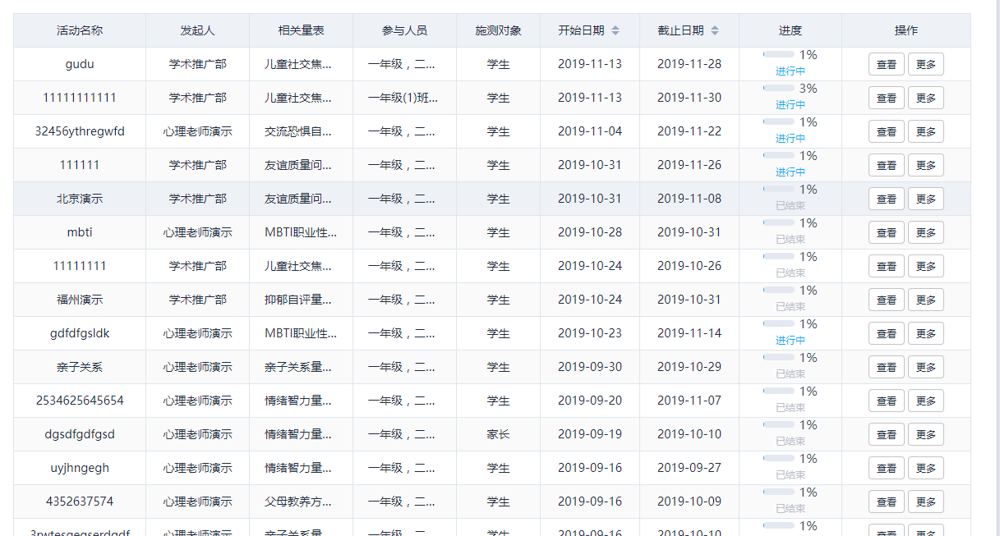 活动名称 发起人 相关量表 参与人员 施测对象 开始日期 截止日期 进度 操作
gudu 学术推广部 儿童社交焦... 一年级，二... 学生 2019-11-13 2019-11-28 1% 进行中 查看 更多
11111111111 学术推广部 儿童社交焦... 一年级(1)班... 学生 2019-11-13 2019-11-30 3% 进行中 查看 更多
32456ythregwfd 心理老师演示 交流恐惧自... 一年级，二... 学生 2019-11-04 2019-11-22 1% 进行中 查看 更多
111111 学术推广部 友谊质量问... 一年级，二... 学生 2019-10-31 2019-11-26 1% 进行中 查看 更多
北京演示 学术推广部 友谊质量问... 一年级，二... 学生 2019-10-31 2019-11-08 1% 已结束 查看 更多
mbti 心理老师演示 MBTI职业性... 一年级，二... 学生 2019-10-28 2019-10-31 1% 已结束 查看 更多
11111111 学术推广部 儿童社交焦... 一年级，二... 学生 2019-10-24 2019-10-26 1% 已结束 查看 更多
福州演示 学术推广部 抑郁自评量... 一年级，二... 学生 2019-10-24 2019-10-31 1% 已结束 查看 更多
gdfdfgsldk 心理老师演示 MBTI职业性... 一年级，二... 学生 2019-10-23 2019-11-14 1% 进行中 查看 更多
亲子关系 心理老师演示 亲子关系量... 一年级，二... 学生 2019-09-30 2019-10-29 1% 已结束 查看 更多
2534625645654 心理老师演示 情绪智力量... 一年级，二... 学生 2019-09-20 2019-11-07 1% 已结束 查看 更多
dgsdfgdfgsd 心理老师演示 情绪智力量... 一年级，二... 家长 2019-09-19 2019-10-10 1% 已结束 查看 更多
uyjhngegh 心理老师演示 情绪智力量... 一年级，二... 学生 2019-09-16 2019-09-27 1% 已结束 查看 更多
4352637574 心理老师演示 父母教养方... 一年级，二... 学生 2019-09-16 2019-10-09 1% 已结束 查看 更多
心理老师演示 亲子关系量... 一年级，二... 学生 2019-09-16 2019-10-10 1% 查看 更多